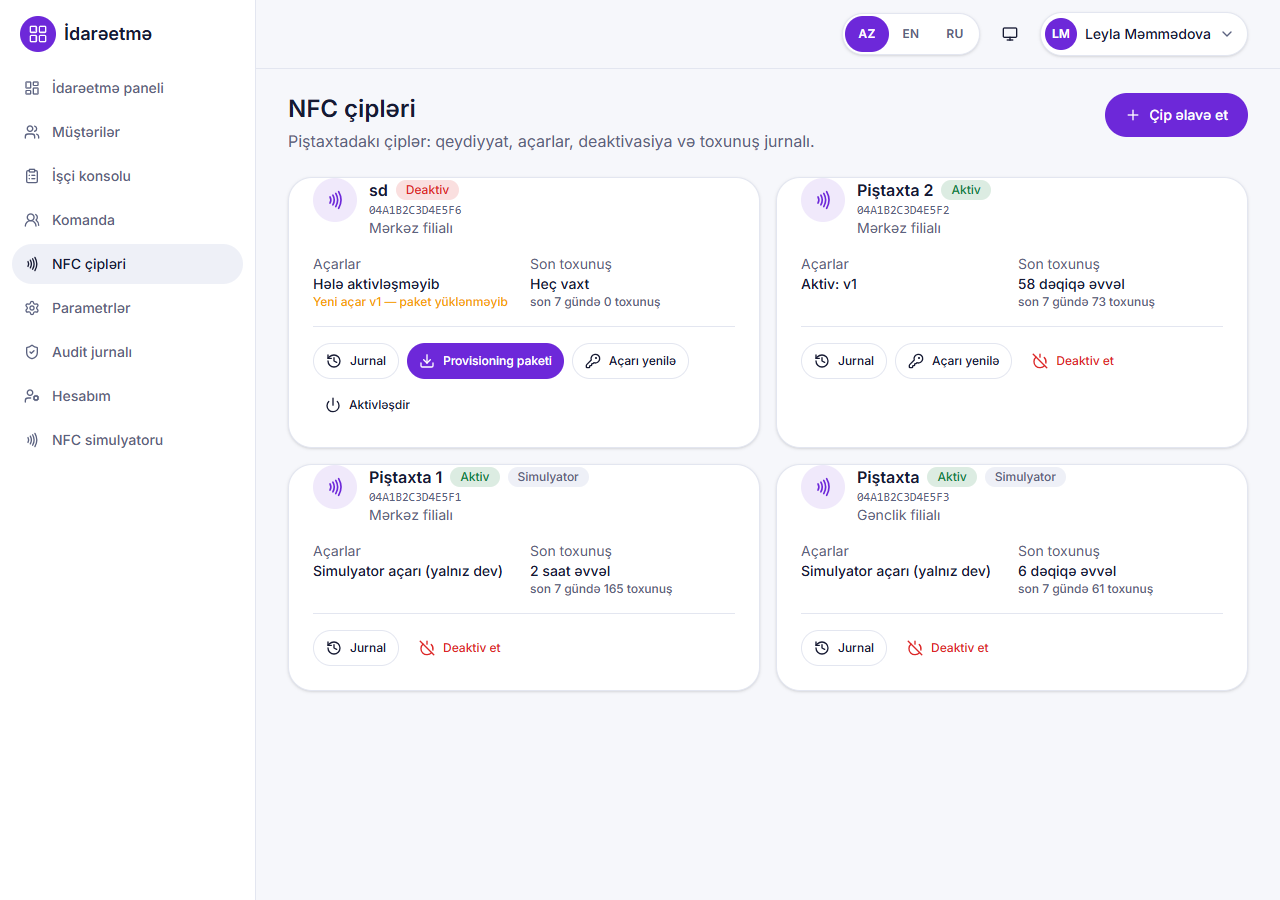 İdarəetmə
AZ EN RU
LM Leyla Məmmədova
İdarəetmə paneli
Müştərilər
İşçi konsolu
Komanda
NFC çipləri
Parametrlər
Audit jurnalı
Hesabım
NFC simulyatoru
NFC çipləri
Piştaxtadakı çiplər: qeydiyyat, açarlar, deaktivasiya və toxunuş jurnalı.
Çip əlavə et
sd Deaktiv
04A1B2C3D4E5F6
Mərkəz filialı
Açarlar Son toxunuş
Hələ aktivləşməyib Heç vaxt
Yeni açar v1 — paket yüklənməyib son 7 gündə 0 toxunuş
Jurnal Provisioning paketi Açarı yenilə
Aktivləşdir
Piştaxta 2 Aktiv
04A1B2C3D4E5F2
Mərkəz filialı
Açarlar Son toxunuş
Aktiv: v1 58 dəqiqə əvvəl
son 7 gündə 73 toxunuş
Jurnal Açarı yenilə Deaktiv et
Piştaxta 1 Aktiv Simulyator
04A1B2C3D4E5F1
Mərkəz filialı
Açarlar Son toxunuş
Simulyator açarı (yalnız dev) 2 saat əvvəl
son 7 gündə 165 toxunuş
Jurnal Deaktiv et
Piştaxta Aktiv Simulyator
04A1B2C3D4E5F3
Gənclik filialı
Açarlar Son toxunuş
Simulyator açarı (yalnız dev) 6 dəqiqə əvvəl
son 7 gündə 61 toxunuş
Jurnal Deaktiv et